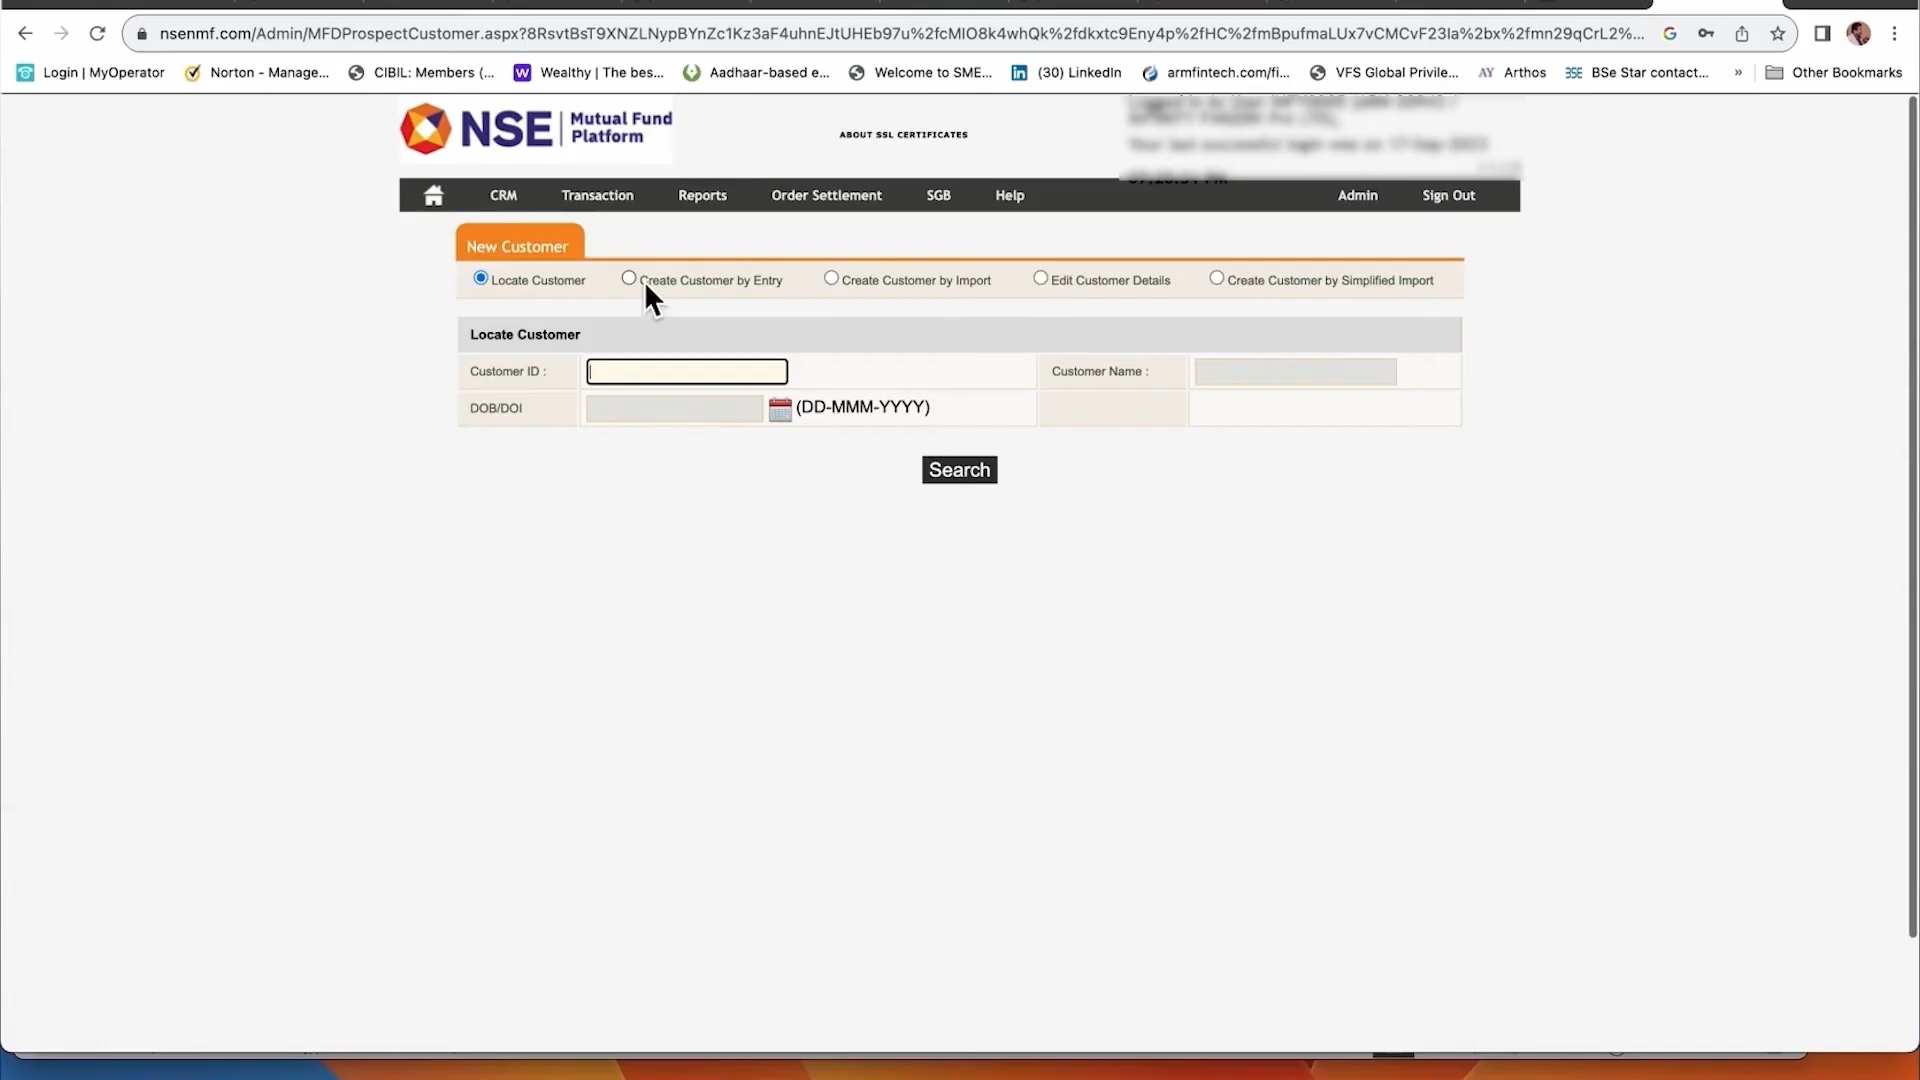 nsenmf.com/Admin/MFDProspectCustomer.aspx?8RsvtBsT9XNZLNypBYnZc1Kz3aF4uhnEJtUHEb97u%2fcMIO8k4whQk%2fdkxtc9Eny4p%2fHC%2fmBpufmaLUx7vCMCvF23la%2bx%2fmn29qCrL2%...
Login | MyOperator Norton - Manage... CIBIL: Members (... Wealthy | The bes... Aadhaar-based e... Welcome to SME... (30) LinkedIn armfintech.com/fi... VFS Global Privile... AY Arthos BSE BSe Star contact... » Other Bookmarks
NSE Mutual Fund
Platform
ABOUT SSL CERTIFICATES
CRM Transaction Reports Order Settlement SGB Help Admin Sign Out
New Customer
Locate Customer Create Customer by Entry Create Customer by Import Edit Customer Details Create Customer by Simplified Import
Locate Customer
Customer ID : Customer Name :
DOB/DOI (DD-MMM-YYYY)
Search